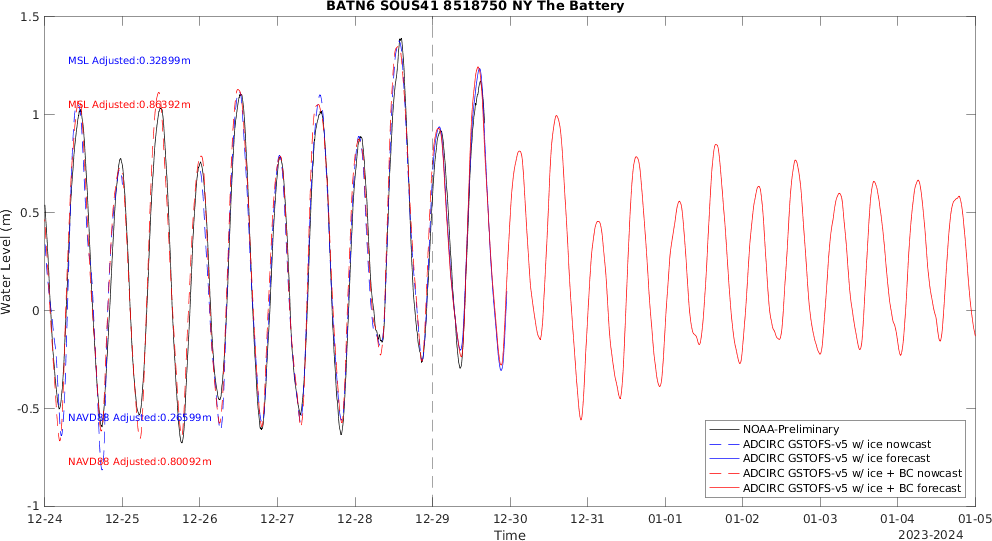 BATN6 SOUS41 8518750 NY The Battery
1.5
MSL Adjusted:0.32899m
MSL Adjusted:0.86392m
1
0.5
Water Level (m)
0
-0.5
NAVD88 Adjusted:0.26599m
NAVD88 Adjusted:0.80092m
NOAA-Preliminary
ADCIRC GSTOFS-v5 w/ ice nowcast
ADCIRC GSTOFS-v5 w/ ice forecast
ADCIRC GSTOFS-v5 w/ ice + BC nowcast
ADCIRC GSTOFS-v5 w/ ice + BC forecast
-1
12-24 12-25 12-26 12-27 12-28 12-29 12-30 12-31 01-01 01-02 01-03 01-04 01-05
Time
2023-2024